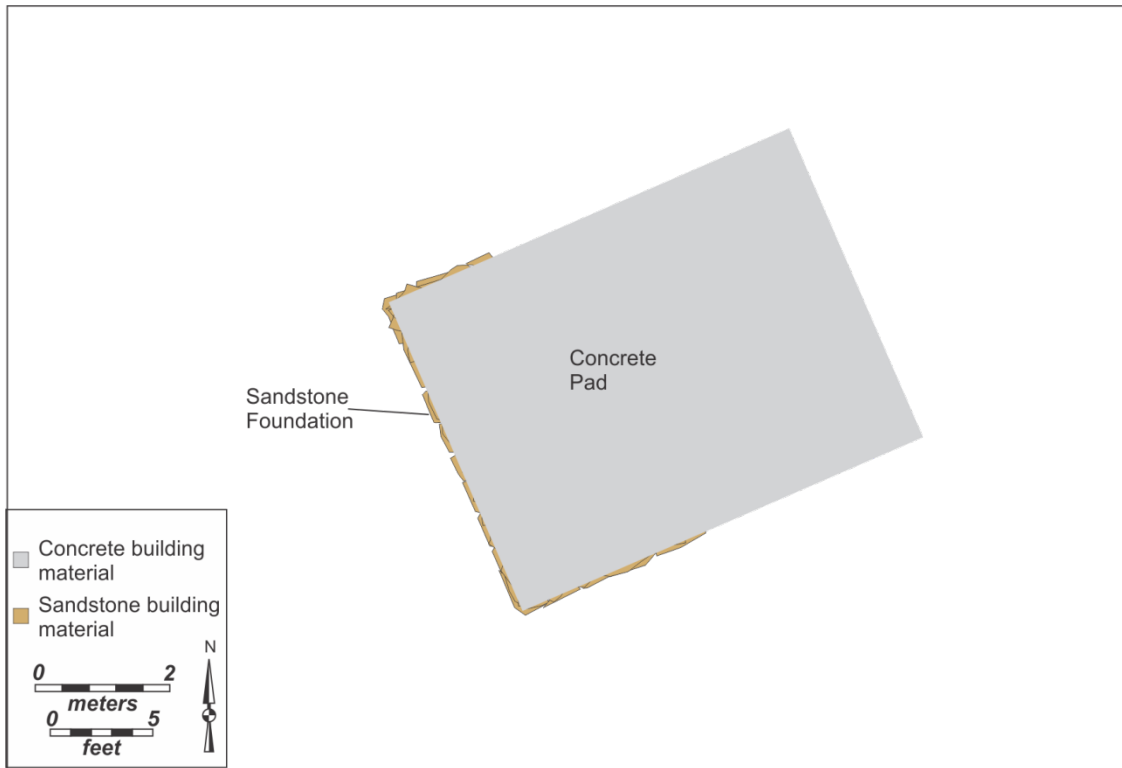 Concrete
Pad
Sandstone
Foundation
Concrete building
material
Sandstone building
material
N
0 2
meters
0 5
feet